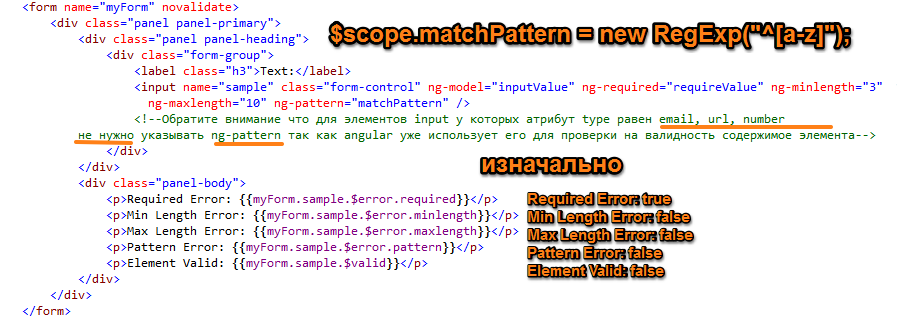 <form name="myForm" novalidate>
<div class="panel panel-primary">
<div class="panel panel-heading">
$scope.matchPattern = new RegExp("^[a-z]");
<div class="form-group">
<label class="h3">Text:</label>
<input name="sample" class="form-control" ng-model="inputValue" ng-required="requireValue" ng-minlength="3"
ng-maxlength="10" ng-pattern="matchPattern" />
<!--Обратите внимание что для элементов input у которых атрибут type равен email, url, number
не нужно указывать ng-pattern так как angular уже использует его для проверки на валидность содержимое элемента-->
</div>
</div>
изначально
<div class="panel-body">
<p>Required Error: {{myForm.sample.$error.required}}</p> Required Error: true
<p>Min Length Error: {{myForm.sample.$error.minlength}}</p> Min Length Error: false
<p>Max Length Error: {{myForm.sample.$error.maxlength}}</p> Max Length Error: false
<p>Pattern Error: {{myForm.sample.$error.pattern}}</p> Pattern Error: false
<p>Element Valid: {{myForm.sample.$valid}}</p> Element Valid: false
</div>
</div>
</form>